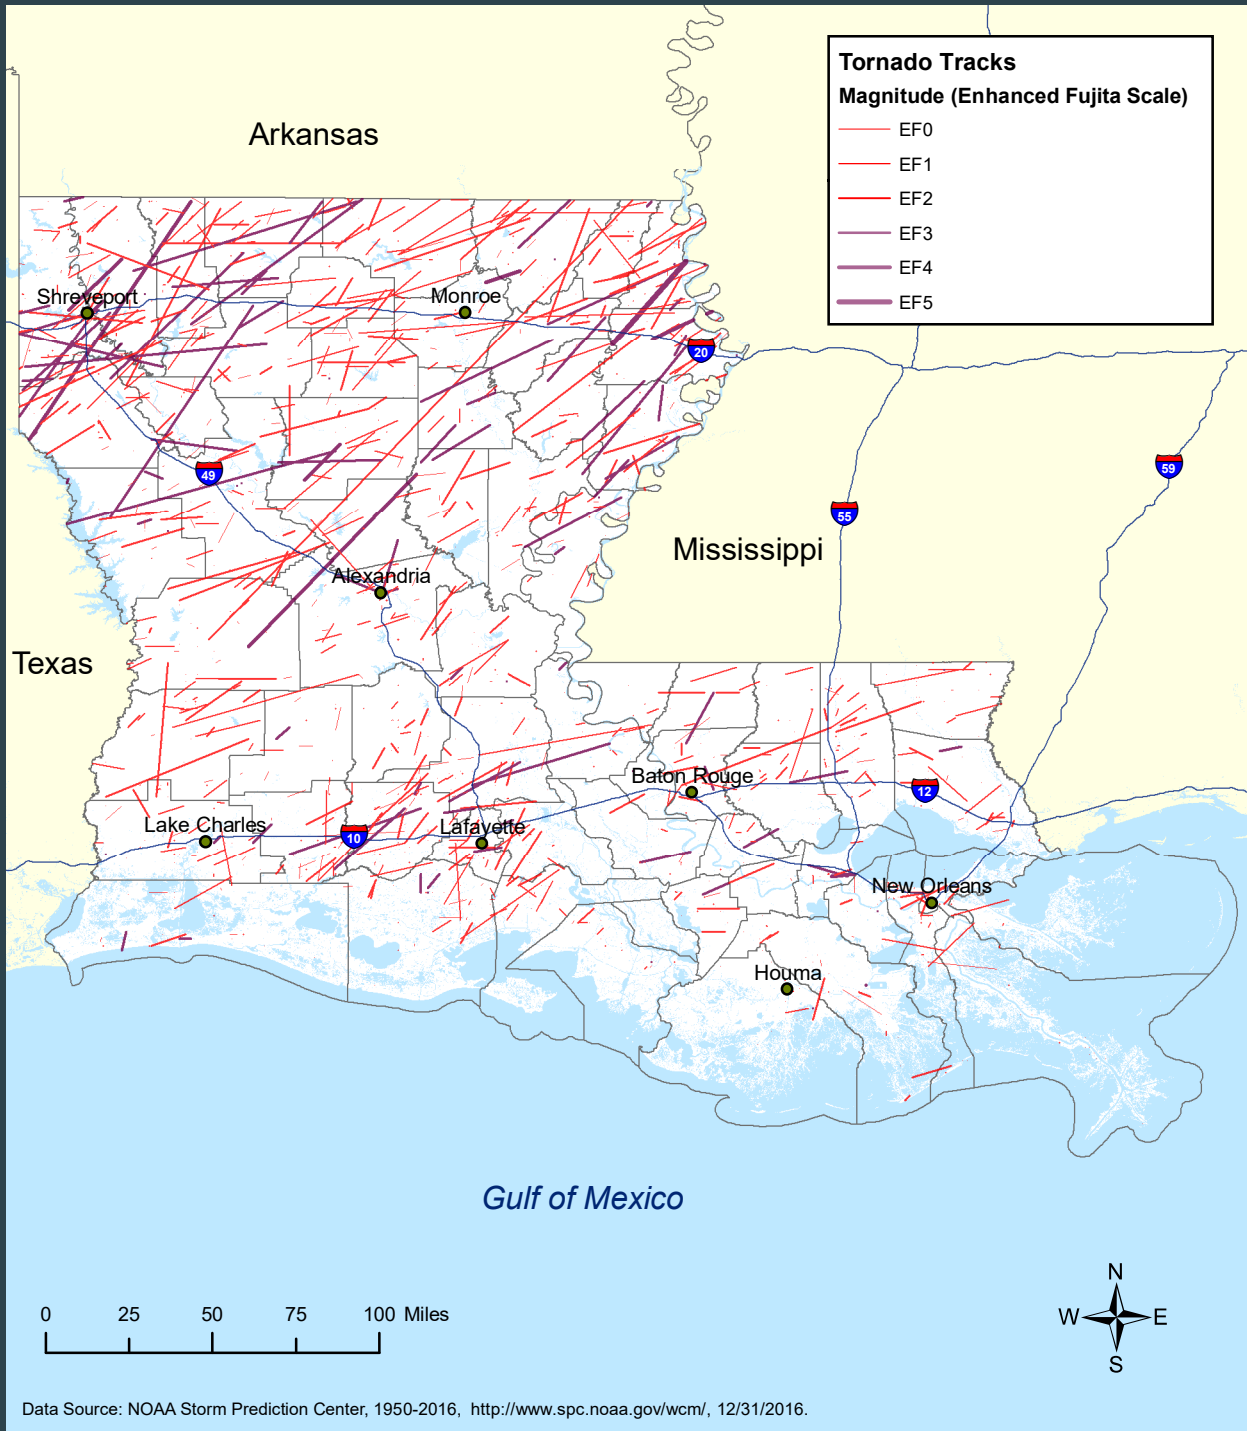 Tornado Tracks
Magnitude (Enhanced Fujita Scale)
EF0
EF1
EF2
EF3
EF4
EF5
Arkansas
Shreveport
Monroe
20
49
59
55
Mississippi
Alexandria
Texas
Baton Rouge
12
Lake Charles
10
Lafayette
New Orleans
Houma
Gulf of Mexico
N
W E
S
0 25 50 75 100 Miles
Data Source: NOAA Storm Prediction Center, 1950-2016, http://www.spc.noaa.gov/wcm/, 12/31/2016.